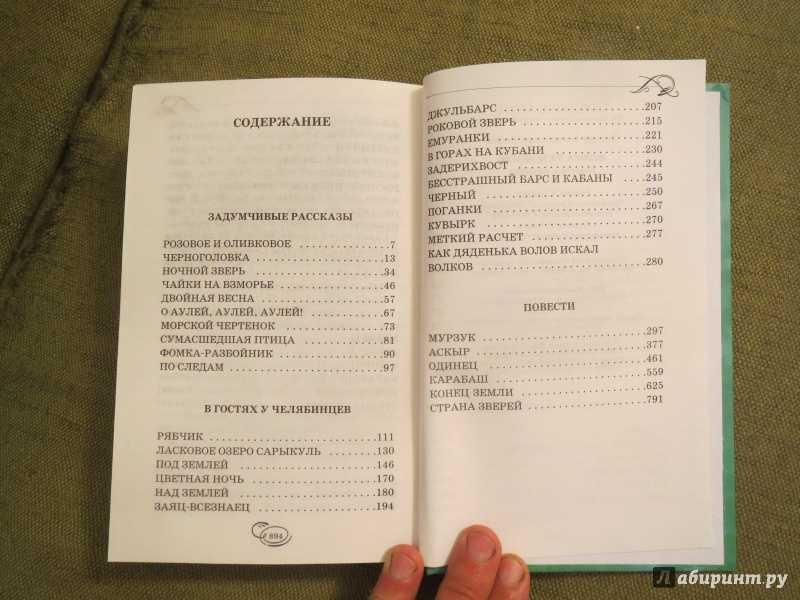 СОДЕРЖАНИЕ
ЗАДУМЧИВЫЕ РАССКАЗЫ
РОЗОВОЕ И ОЛИВКОВОЕ ...............7
ЧЕРНОГОЛОВКА ....................13
НОЧНОЙ ЗВЕРЬ ....................34
ЧАЙКИ НА ВЗМОРЬЕ ................46
ДВОЙНАЯ ВЕСНА ...................57
О АУЛЕЙ, АУЛЕЙ, АУЛЕЙ! ..........67
МОРСКОЙ ЧЕРТЕНОК ................73
СУМАСШЕДШАЯ ПТИЦА ...............81
ФОМКА-РАЗБОЙНИК .................90
ПО СЛЕДАМ .......................97
В ГОСТЯХ У ЧЕЛЯБИНЦЕВ
РЯБЧИК .........................111
ЛАСКОВОЕ ОЗЕРО САРЫКУЛЬ ........130
ПОД ЗЕМЛЕЙ .....................146
ЦВЕТНАЯ НОЧЬ ...................170
НАД ЗЕМЛЕЙ .....................180
ЗАЯЦ-ВСЕЗНАЕЦ ..................194
894
ДЖУЛЬБАРС ......................207
РОКОВОЙ ЗВЕРЬ ..................215
ЕМУРАНКИ .......................221
В ГОРАХ НА КУБАНИ ..............230
ЗАДЕРИХВОСТ ....................244
БЕССТРАШНЫЙ БАРС И КАБАНЫ ....245
ЧЕРНЫЙ .........................250
ПОГАНКИ ........................267
КУВЫРК .........................270
МЕТКИЙ РАСЧЕТ ..................277
КАК ДЯДЕНЬКА ВОЛОВ ИСКАЛ
ВОЛКОВ .........................280
ПОВЕСТИ
МУРЗУК .........................297
АСКЫР ..........................377
ОДИНЕЦ .........................461
КАРАБАШ ........................559
КОНЕЦ ЗЕМЛИ ....................625
СТРАНА ЗВЕРЕЙ ..................791
Лабиринт.ру